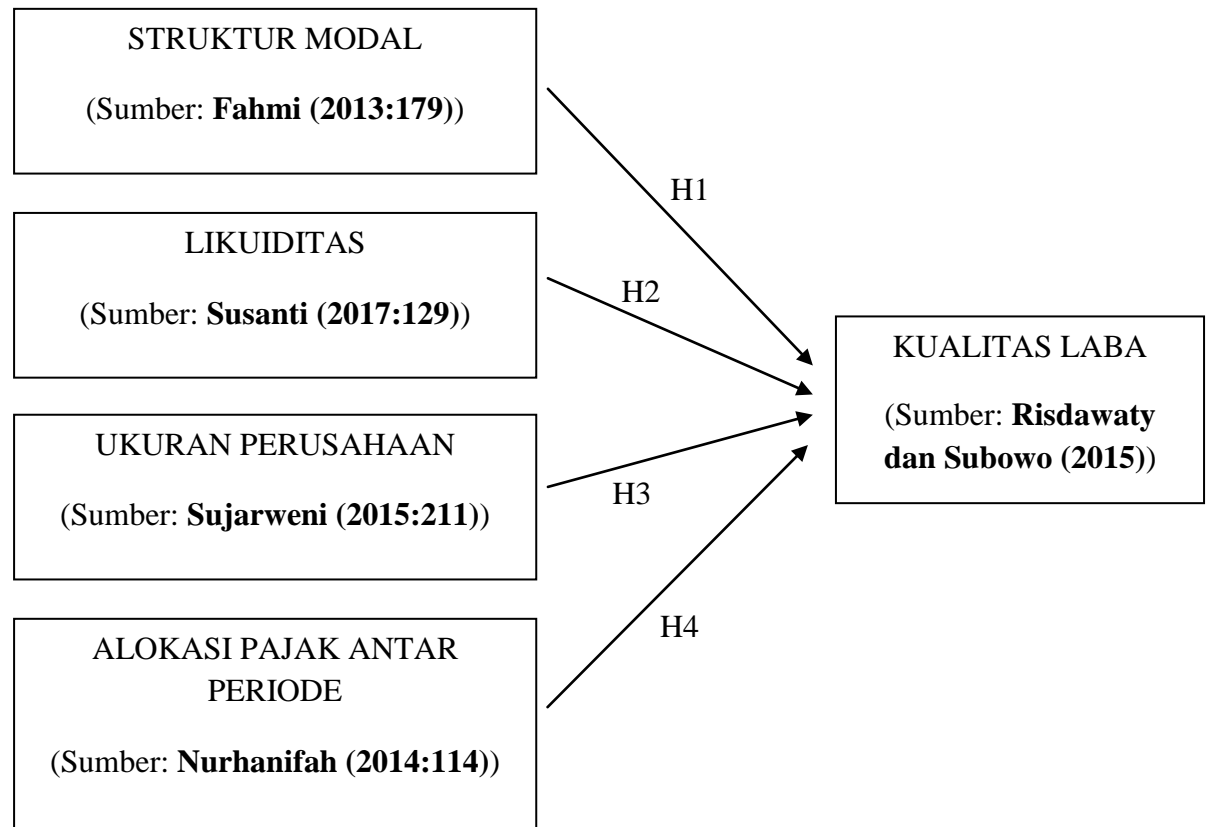 STRUKTUR MODAL
(Sumber: Fahmi (2013:179))
H1
LIKUIDITAS
(Sumber: Susanti (2017:129))
H2
UKURAN PERUSAHAAN
(Sumber: Sujarweni (2015:211))
H3
ALOKASI PAJAK ANTAR
PERIODE
(Sumber: Nurhanifah (2014:114))
H4
KUALITAS LABA
(Sumber: Risdawaty
dan Subowo (2015))